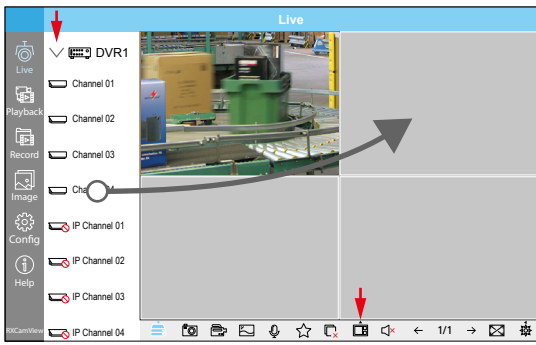 Live
Live
Playback
Record
Image
Config
Help
RXCamView
DVR1
Channel 01
Channel 02
Channel 03
IP Channel 01
IP Channel 02
IP Channel 03
IP Channel 04
1/1